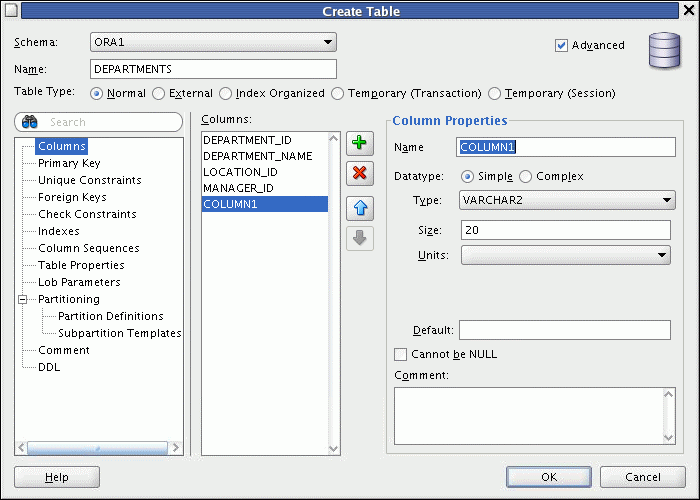 Create Table
Schema: ORA1 Advanced
Name: DEPARTMENTS
Table Type: Normal External Index Organized Temporary (Transaction) Temporary (Session)
Search
Columns
Primary Key
Unique Constraints
Foreign Keys
Check Constraints
Indexes
Column Sequences
Table Properties
Lob Parameters
Partitioning
Partition Definitions
Subpartition Templates
Comment
DDL
Columns:
DEPARTMENT_ID
DEPARTMENT_NAME
LOCATION_ID
MANAGER_ID
COLUMN1
Column Properties
Name COLUMN1
Datatype: Simple Complex
Type: VARCHAR2
Size: 20
Units:
Default:
Cannot be NULL
Comment:
Help OK Cancel